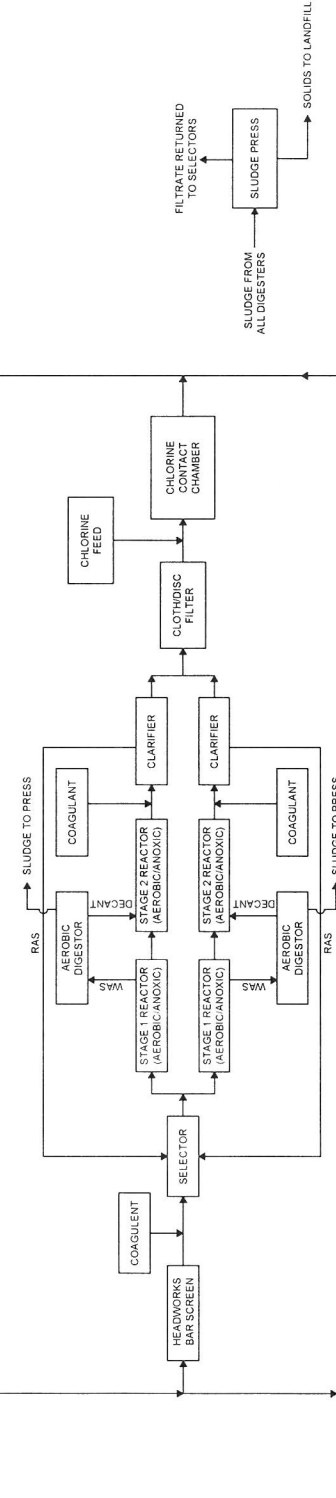 HEADWORKS
BAR SCREEN
COAGULENT
SELECTOR
RAS
SLUDGE TO PRESS
AEROBIC
DIGESTOR
WAS
DECANT
COAGULANT
STAGE 1 REACTOR
(AEROBIC/ANOXIC)
STAGE 2 REACTOR
(AEROBIC/ANOXIC)
CLARIFIER
STAGE 1 REACTOR
(AEROBIC/ANOXIC)
STAGE 2 REACTOR
(AEROBIC/ANOXIC)
CLARIFIER
WAS
DECANT
AEROBIC
DIGESTOR
COAGULANT
RAS
SLUDGE TO PRESS
CLOTH/DISC
FILTER
CHLORINE
FEED
CHLORINE
CONTACT
CHAMBER
FILTRATE RETURNED
TO SELECTORS
SLUDGE FROM
ALL DIGESTERS
SLUDGE PRESS
SOLIDS TO LANDFILL